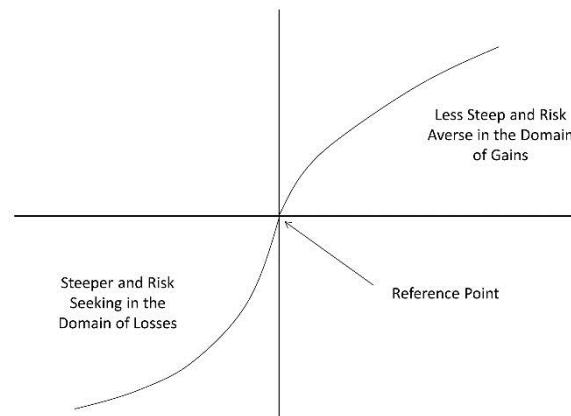 Less Steep and Risk
Averse in the Domain
of Gains
Steeper and Risk
Seeking in the
Domain of Losses
Reference Point